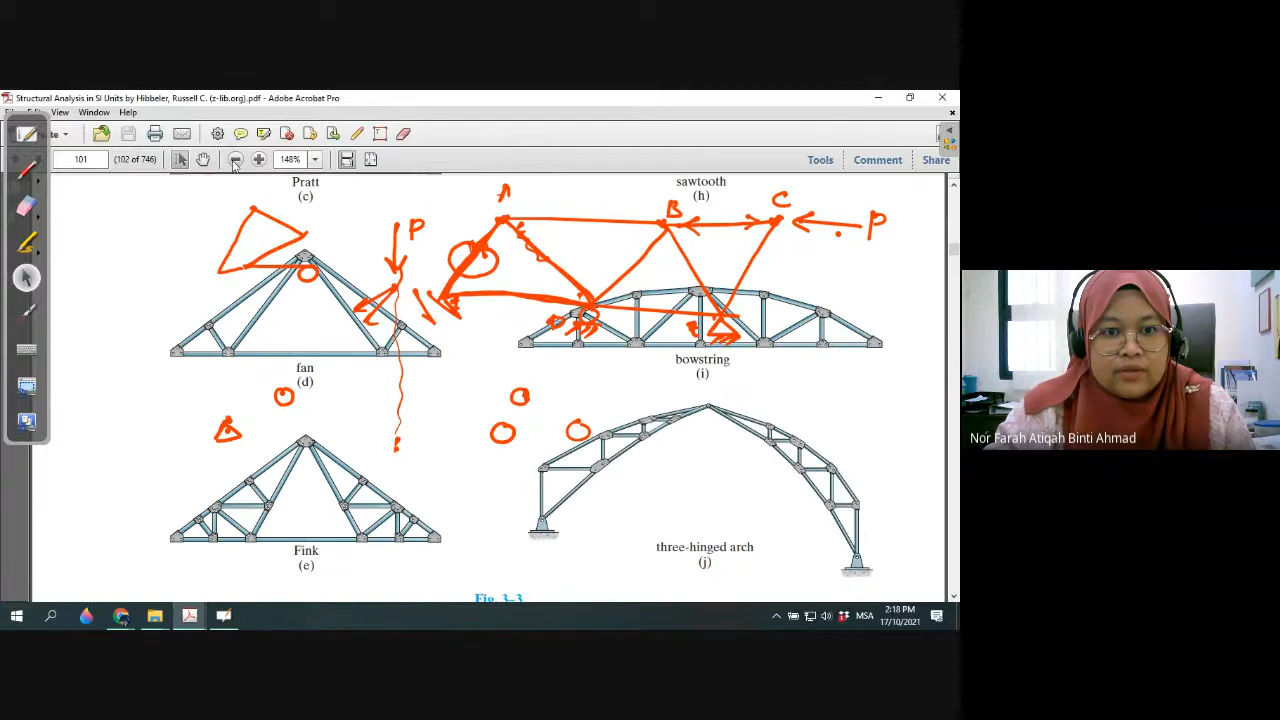 Structural Analysis in SI Units by Hibbeler, Russell C. (z-lib.org).pdf - Adobe Acrobat Pro
View Window Help
101 (102 of 746) 148% Tools Comment Share
Pratt
(c)
sawtooth
(h)
A
B
C
P
P
D
E
fan
(d)
bowstring
(i)
Fink
(e)
three-hinged arch
(j)
Fig. 3–3
Nor Farah Atiqah Binti Ahmad
MSA
2:18 PM
17/10/2021